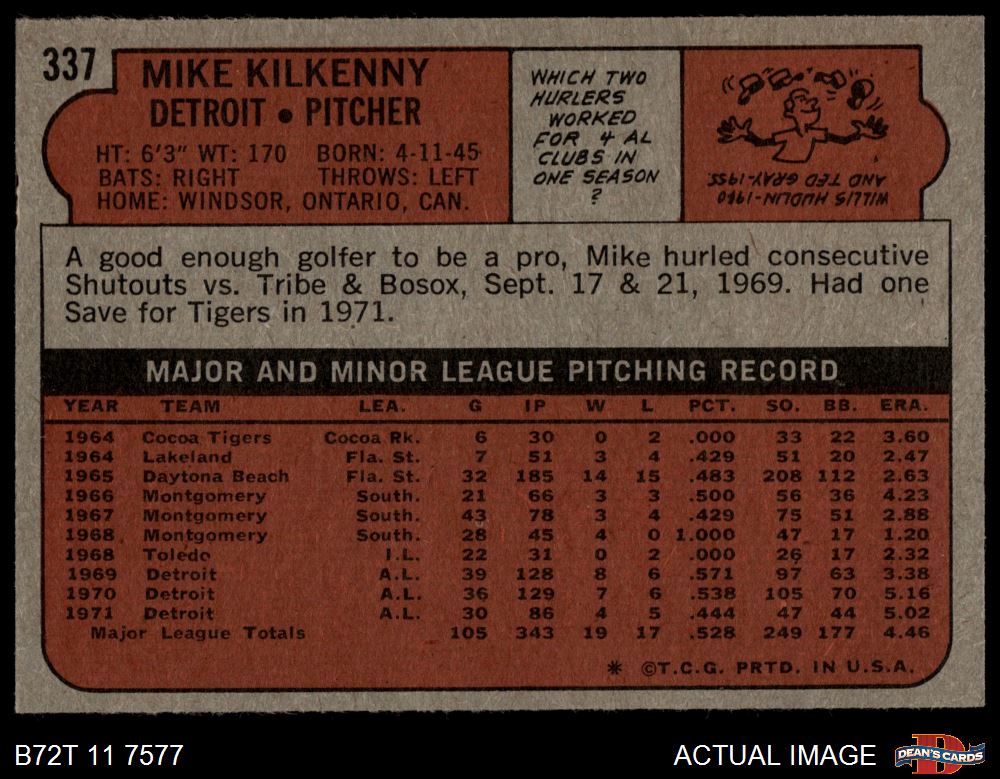 337
MIKE KILKENNY
DETROIT • PITCHER
HT: 6'3" WT: 170 BORN: 4-11-45
BATS: RIGHT THROWS: LEFT
HOME: WINDSOR, ONTARIO, CAN.
WHICH TWO
HURLERS
WORKED
FOR 4 AL
CLUBS IN
ONE SEASON
?
WILLIS HUDLIN-1940
AND TED GRAY-1955.
A good enough golfer to be a pro, Mike hurled consecutive
Shutouts vs. Tribe & Bosox, Sept. 17 & 21, 1969. Had one
Save for Tigers in 1971.
MAJOR AND MINOR LEAGUE PITCHING RECORD
YEAR TEAM LEA. G IP W L PCT. SO. BB. ERA.
1964 Cocoa Tigers Cocoa Rk. 6 30 0 2 .000 33 22 3.60
1964 Lakeland Fla. St. 7 51 3 4 .429 51 20 2.47
1965 Daytona Beach Fla. St. 32 185 14 15 .483 208 112 2.63
1966 Montgomery South. 21 66 3 3 .500 56 36 4.23
1967 Montgomery South. 43 78 3 4 .429 75 51 2.88
1968 Montgomery South. 28 45 4 0 1.000 47 17 1.20
1968 Toledo I.L. 22 31 0 2 .000 26 17 2.32
1969 Detroit A.L. 39 128 8 6 .571 97 63 3.38
1970 Detroit A.L. 36 129 7 6 .538 105 70 5.16
1971 Detroit A.L. 30 86 4 5 .444 47 44 5.02
Major League Totals 105 343 19 17 .528 249 177 4.46
* ©T.C.G. PRTD. IN U.S.A.
B72T 11 7577
ACTUAL IMAGE
DEAN'S CARDS